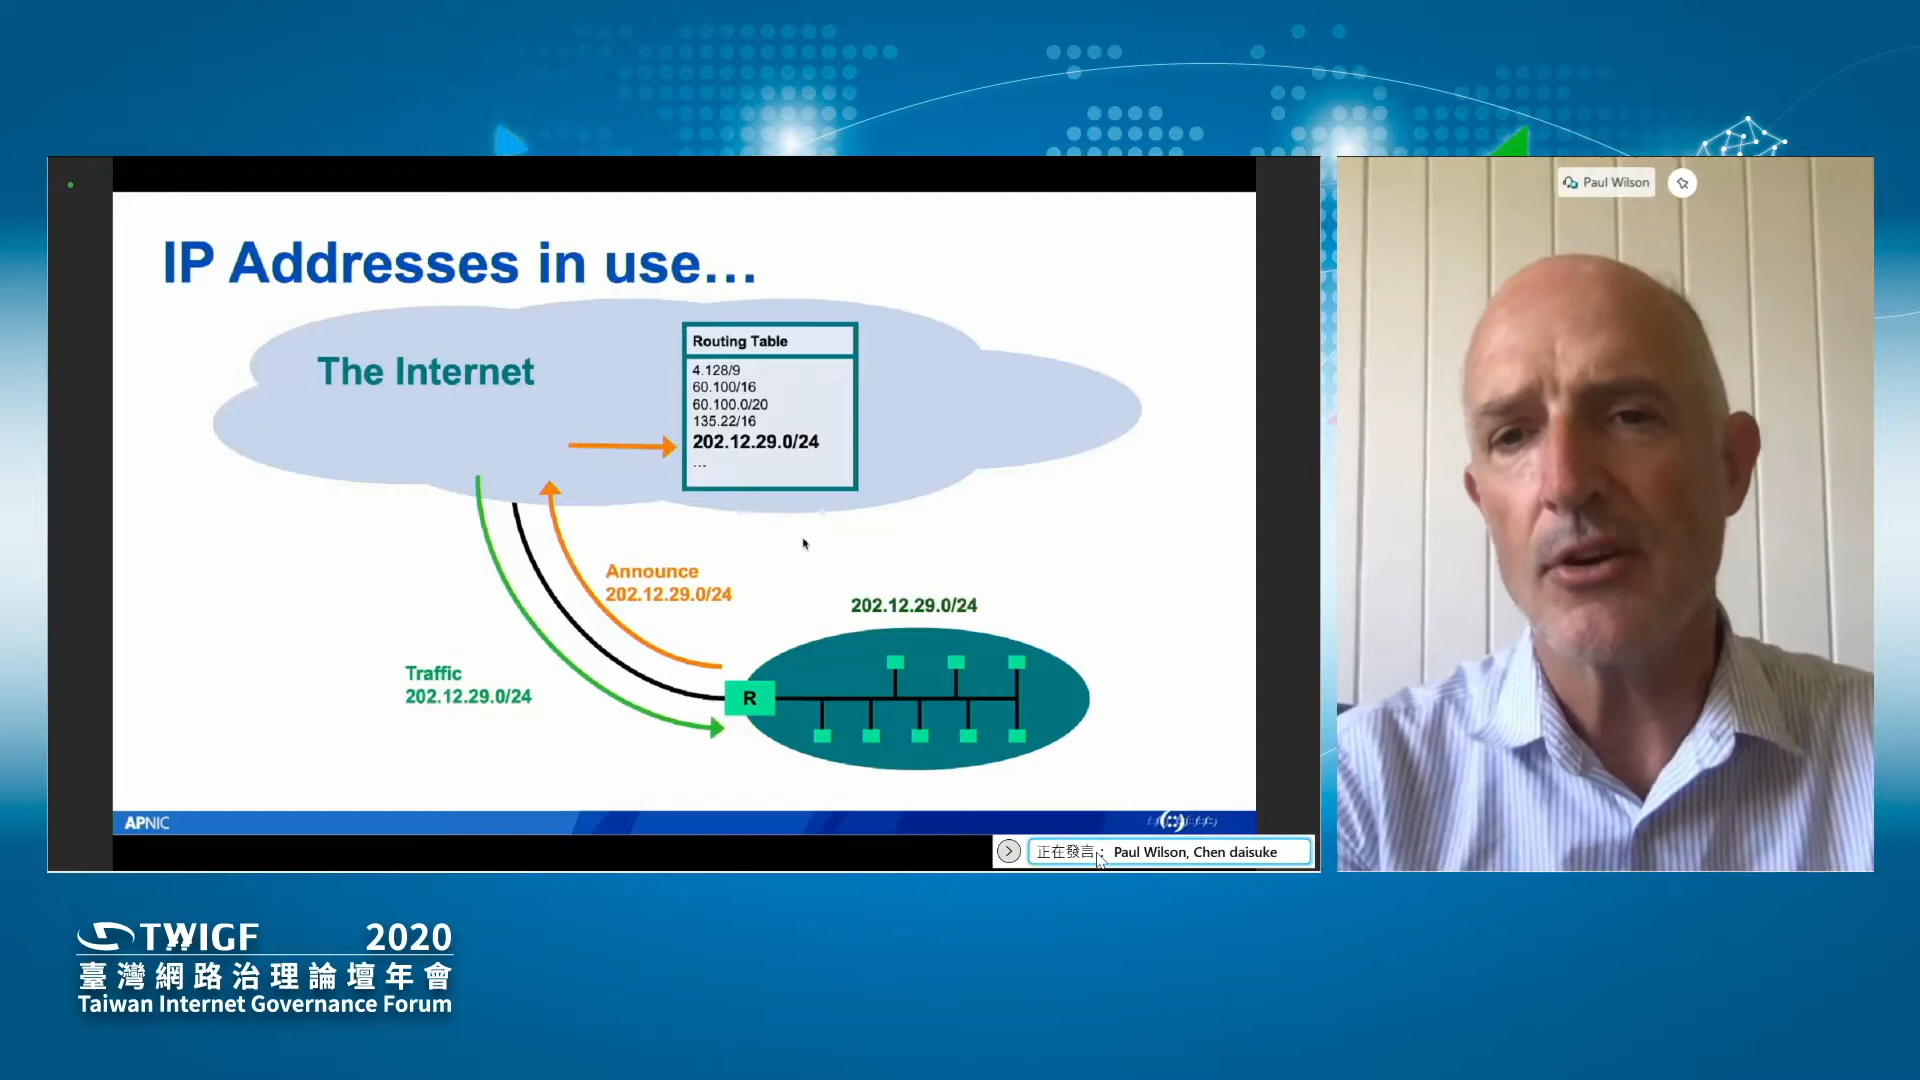 Paul Wilson
IP Addresses in use...
The Internet
Routing Table
4.128/9
60.100/16
60.100.0/20
135.22/16
202.12.29.0/24
...
Announce
202.12.29.0/24
202.12.29.0/24
Traffic
202.12.29.0/24
R
APNIC
正在發言： Paul Wilson, Chen daisuke
TWIGF 2020
臺灣網路治理論壇年會
Taiwan Internet Governance Forum